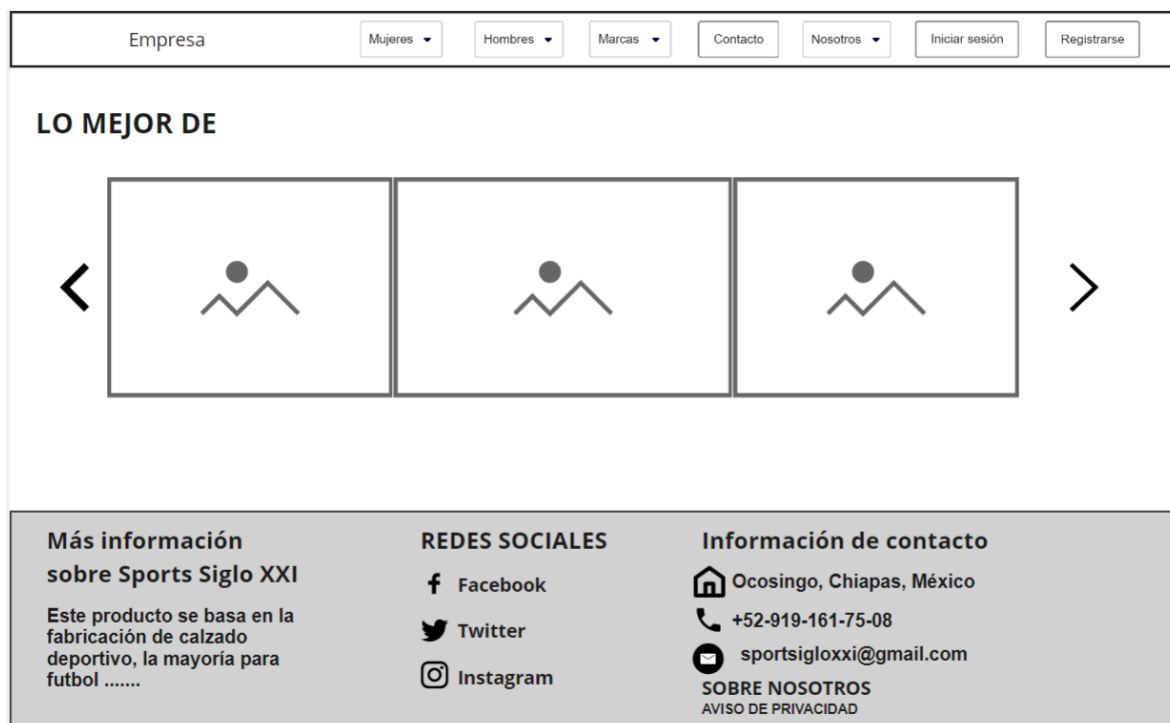 Empresa
Mujeres
Hombres
Marcas
Contacto
Nosotros
Iniciar sesión
Registrarse
LO MEJOR DE
Más información
sobre Sports Siglo XXI
Este producto se basa en la
fabricación de calzado
deportivo, la mayoría para
futbol .......
REDES SOCIALES
Facebook
Twitter
Instagram
Información de contacto
Ocosingo, Chiapas, México
+52-919-161-75-08
sportsigloxxi@gmail.com
SOBRE NOSOTROS
AVISO DE PRIVACIDAD